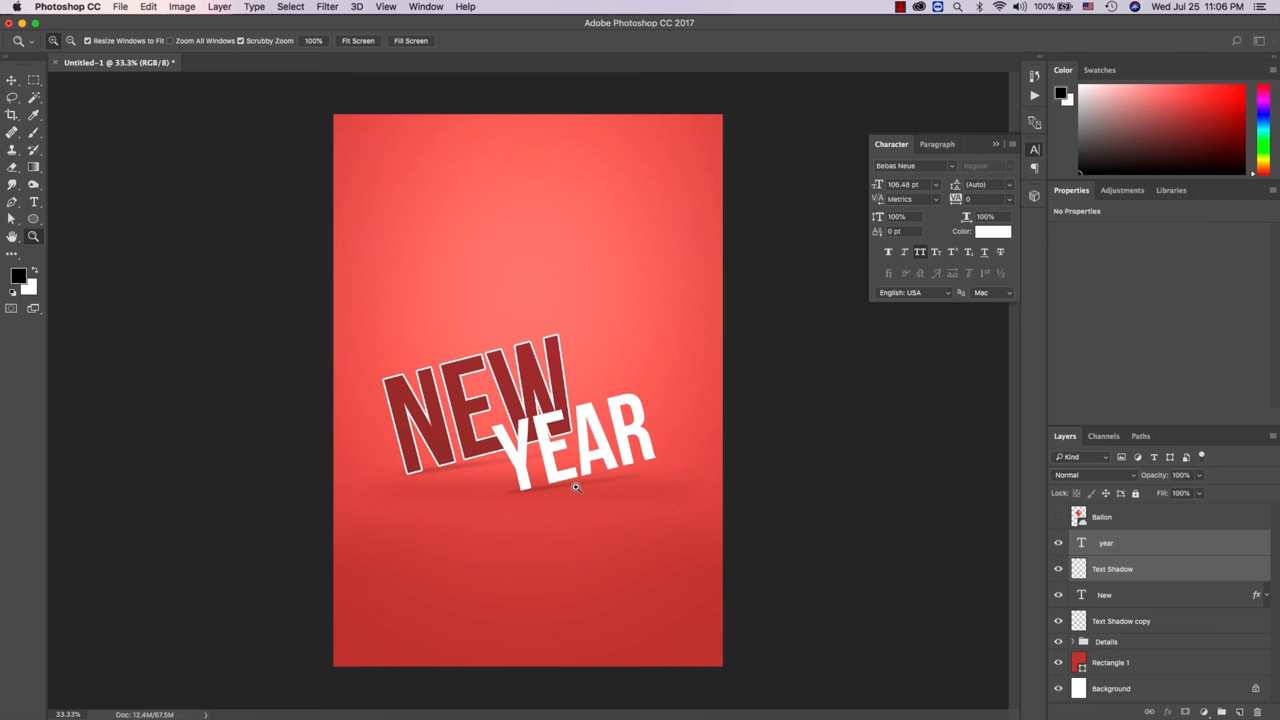 Photoshop CC File Edit Image Layer Type Select Filter 3D View Window Help 100% Wed Jul 25 11:06 PM
Adobe Photoshop CC 2017
Resize Windows to Fit Zoom All Windows Scrubby Zoom 100% Fit Screen Fill Screen
Untitled-1 @ 33.3% (RGB/8) *
Color Swatches
Character Paragraph
Bebas Neue Regular
106.48 pt (Auto)
Metrics 0
100% 100%
0 pt Color:
English: USA Mac
Properties Adjustments Libraries
No Properties
NEW
YEAR
Layers Channels Paths
Kind
Normal Opacity: 100%
Lock: Fill: 100%
Ballon
year
Text Shadow
New fx
Text Shadow copy
Details
Rectangle 1
Background
33.33% Doc: 12.4M/67.5M